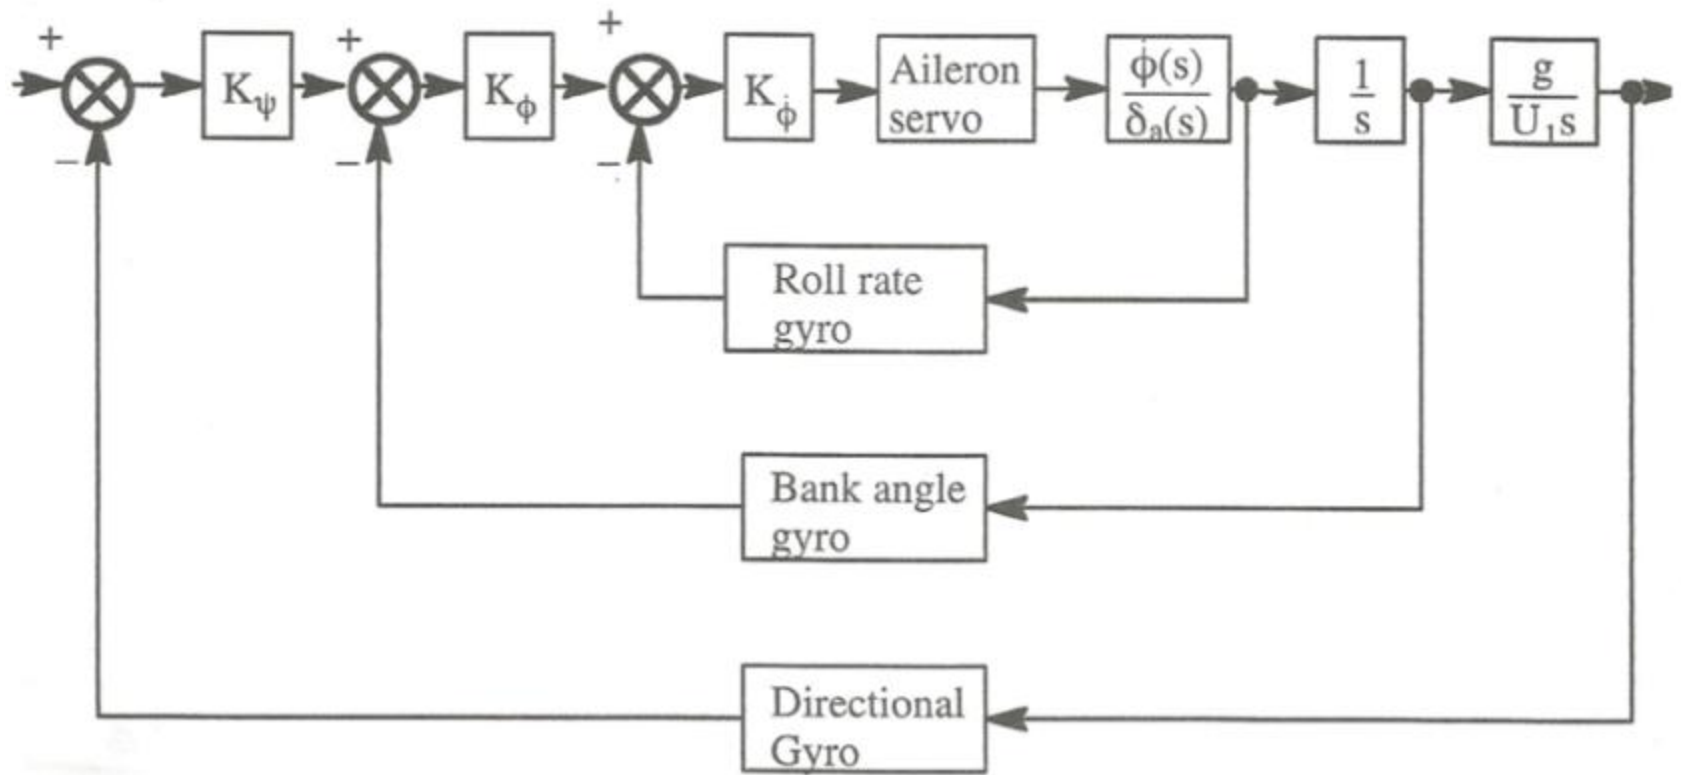 +
+
+
K_ψ
K_ϕ
K_ϕ̇
Aileron
servo
ϕ̇(s)
δ_a(s)
1
s
g
U_1s
−
−
−
Roll rate
gyro
Bank angle
gyro
Directional
Gyro